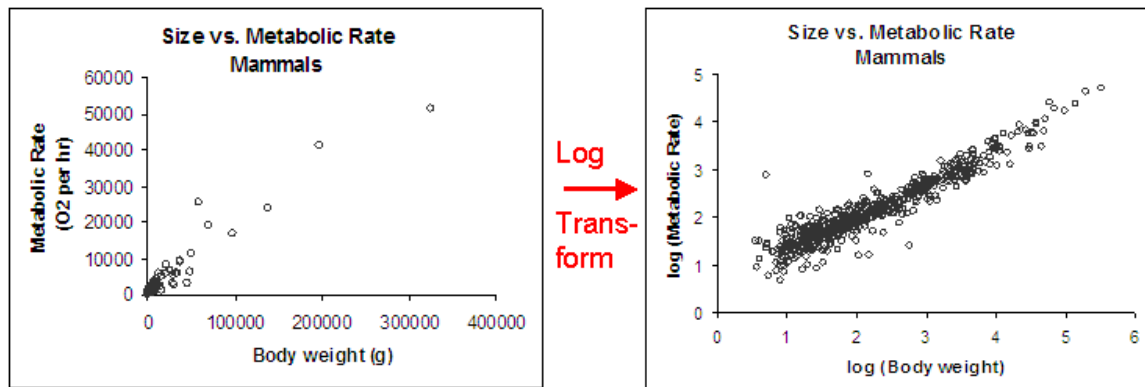 Size vs. Metabolic Rate
Mammals
Metabolic Rate
(O2 per hr)
60000
50000
40000
30000
20000
10000
0
0
100000
200000
300000
400000
Body weight (g)
Log
Trans-
form
Size vs. Metabolic Rate
Mammals
log (Metabolic Rate)
5
4
3
2
1
0
0
1
2
3
4
5
6
log (Body weight)